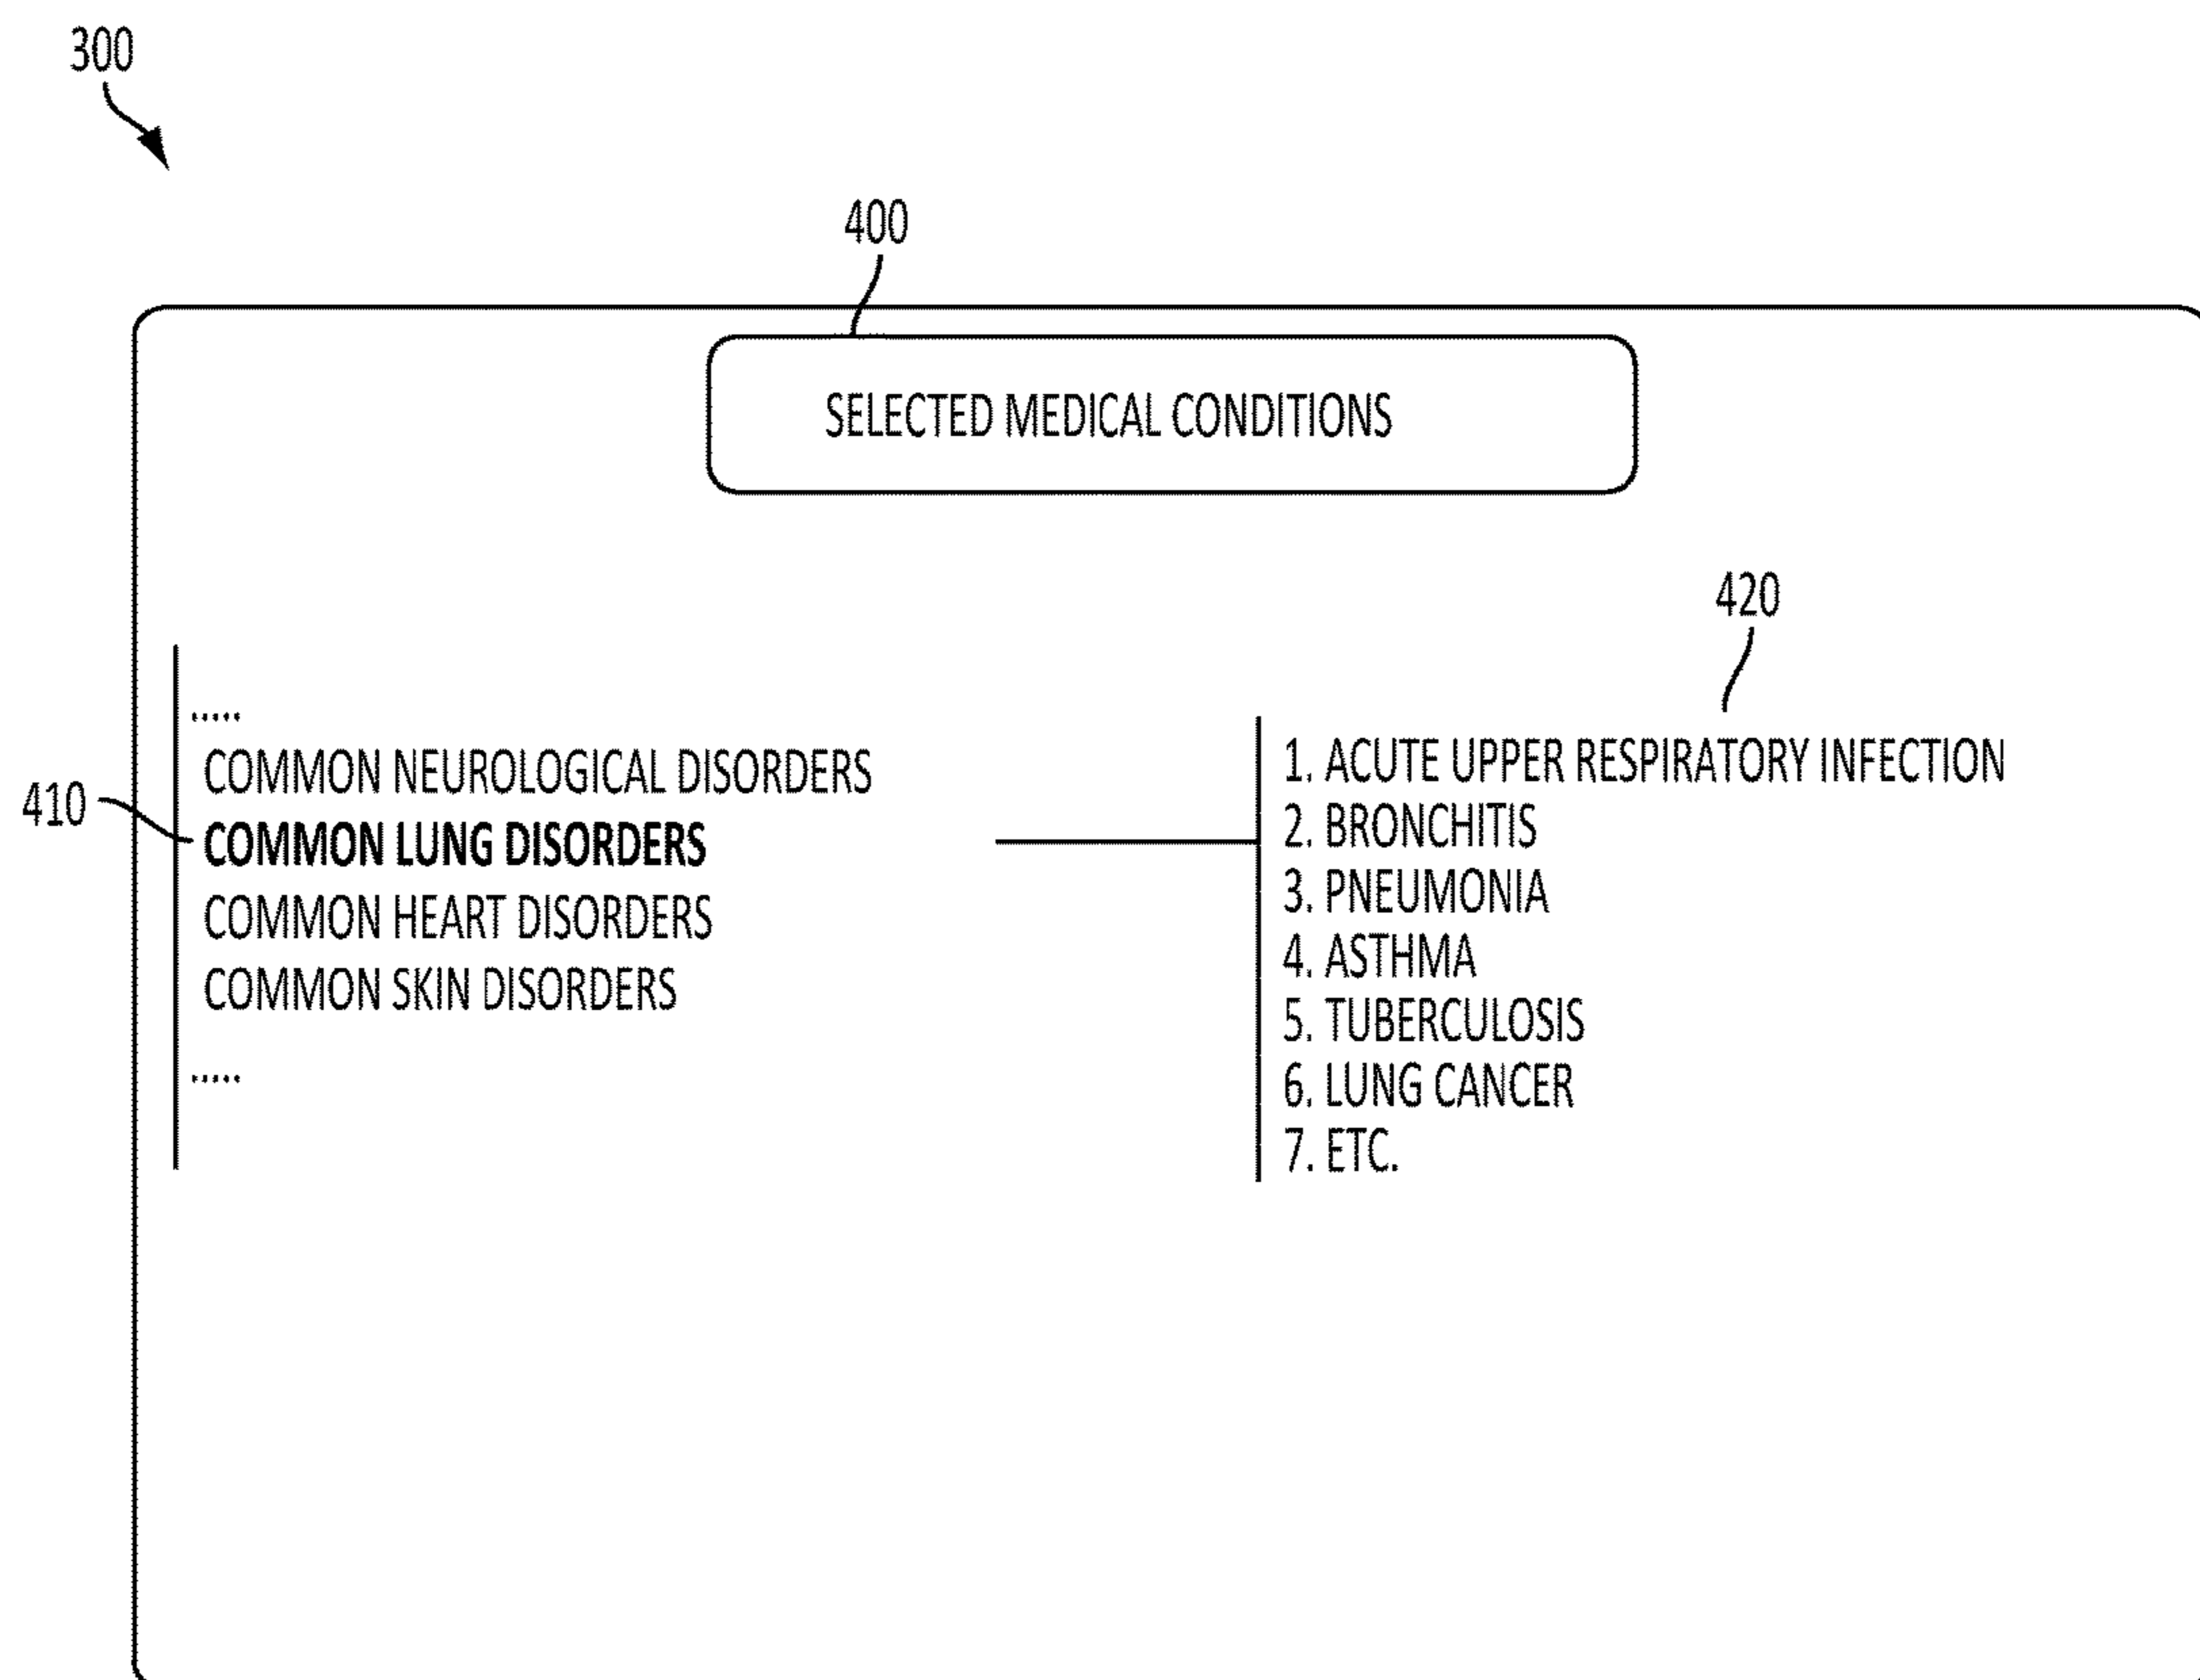 300
400
SELECTED MEDICAL CONDITIONS
420
.....
COMMON NEUROLOGICAL DISORDERS
410
COMMON LUNG DISORDERS
COMMON HEART DISORDERS
COMMON SKIN DISORDERS
.....
1. ACUTE UPPER RESPIRATORY INFECTION
2. BRONCHITIS
3. PNEUMONIA
4. ASTHMA
5. TUBERCULOSIS
6. LUNG CANCER
7. ETC.